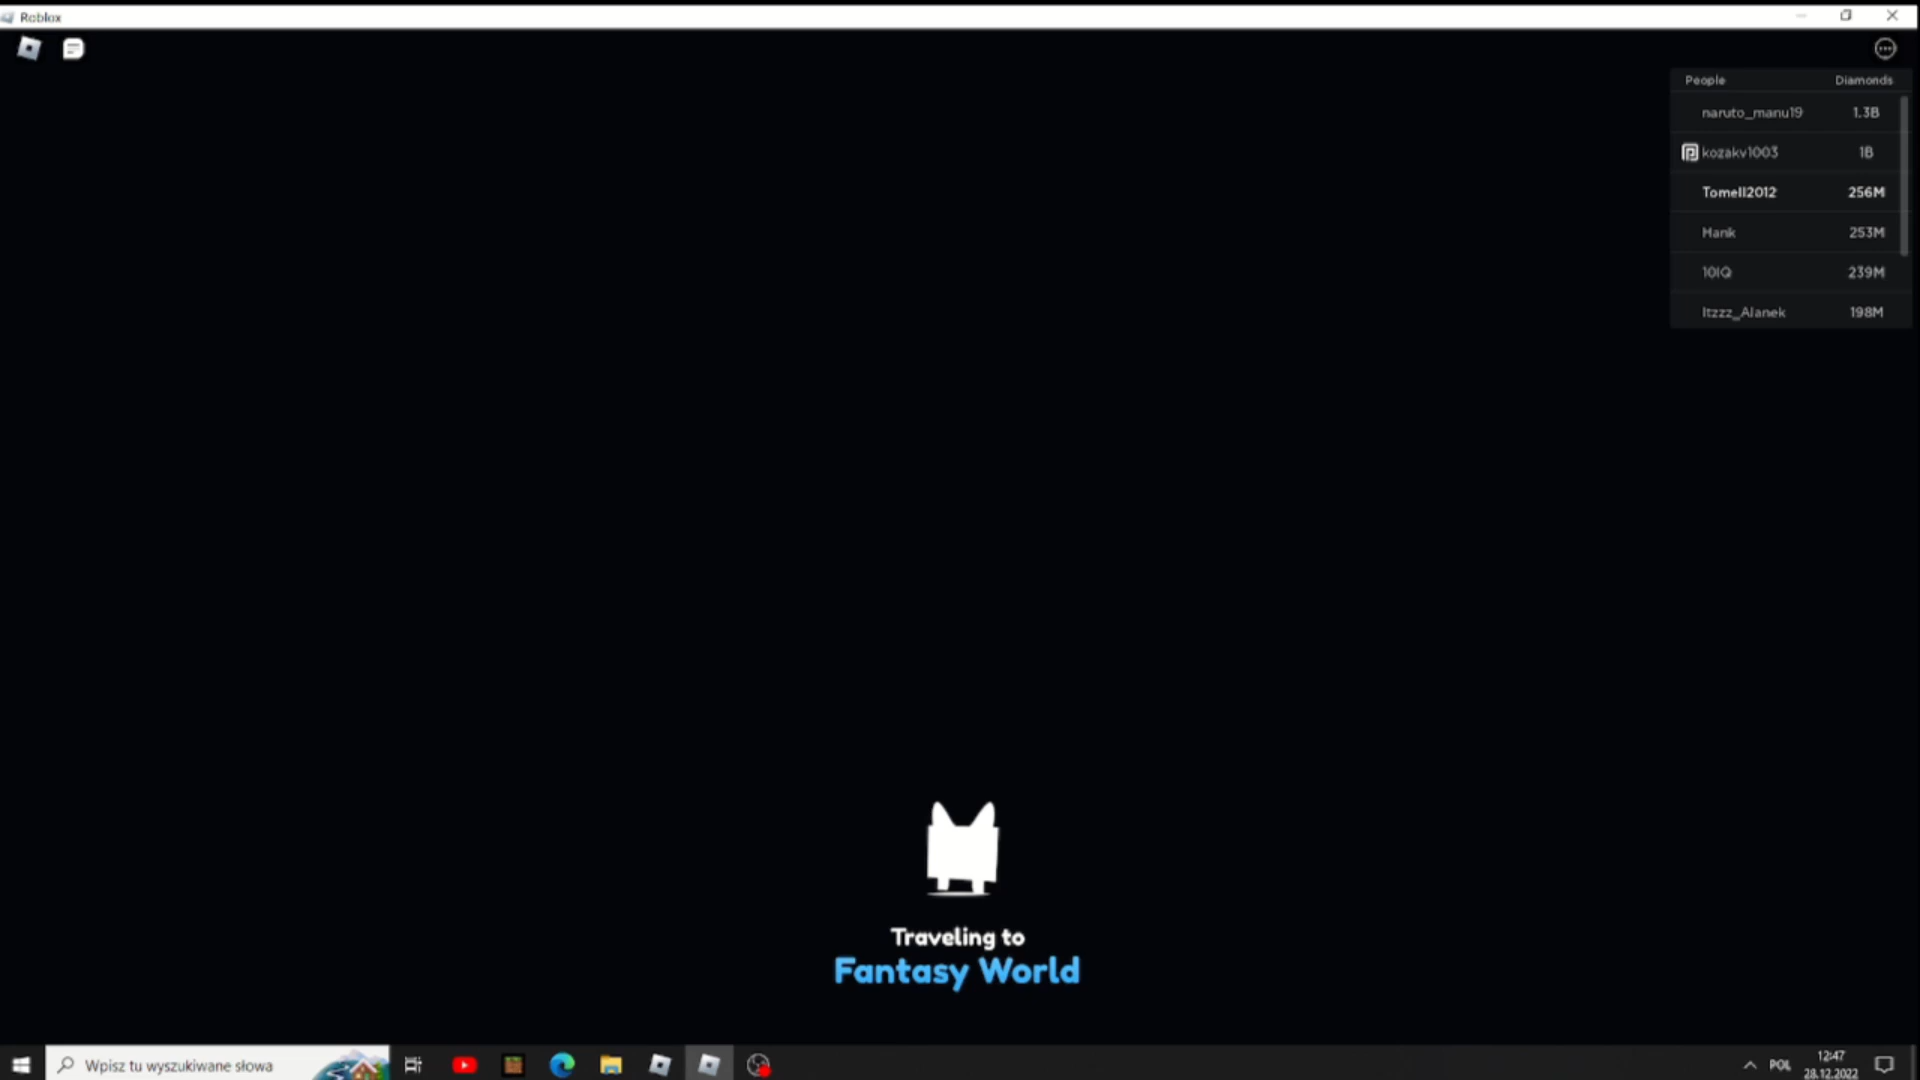 Roblox
People Diamonds
naruto_manu19 1.3B
kozakv1003 1B
Tomell2012 256M
Hank 253M
10IQ 239M
Itzzz_Alanek 198M
Traveling to
Fantasy World
Wpisz tu wyszukiwane słowa
POL
12:47
28.12.2022